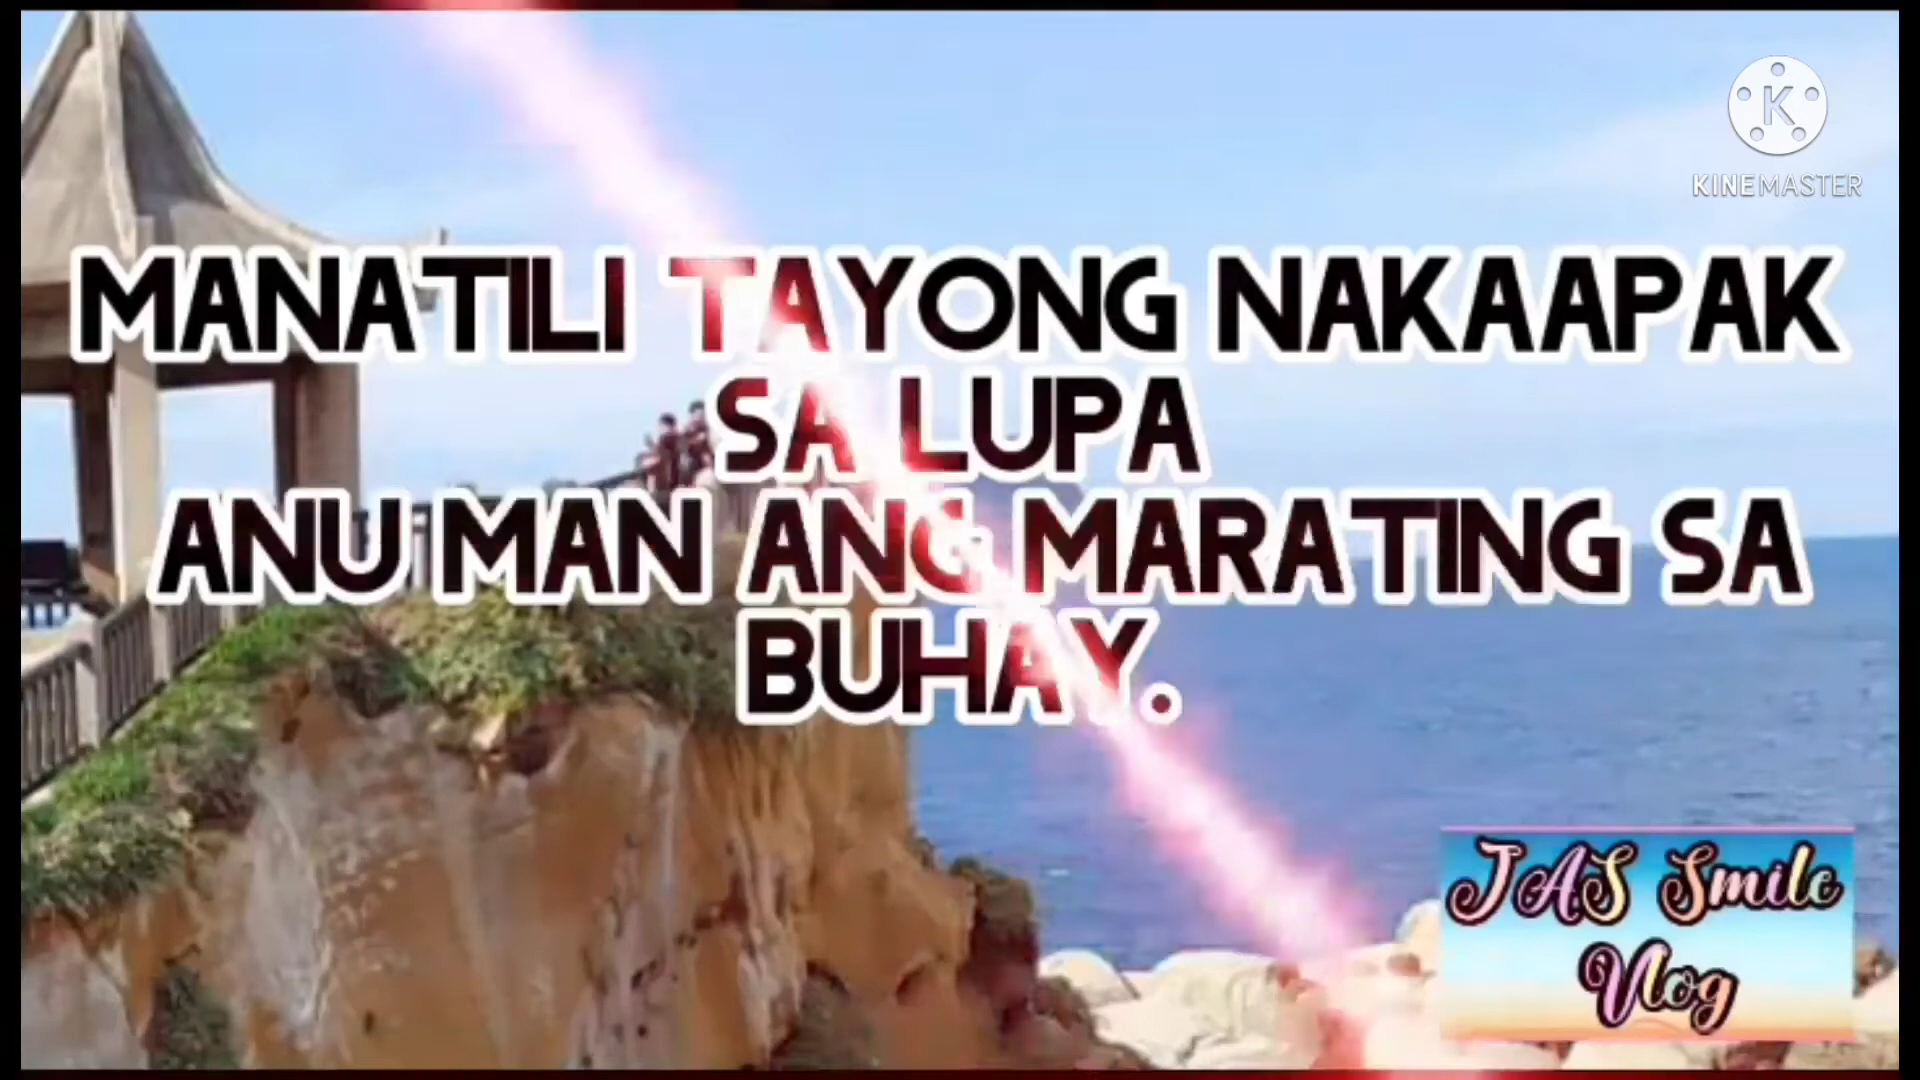 K
KINEMASTER
MANATILI TAYONG NAKAAPAK
SA LUPA
ANU MAN ANG MARATING SA
BUHAY.
JAS Smile
Vlog